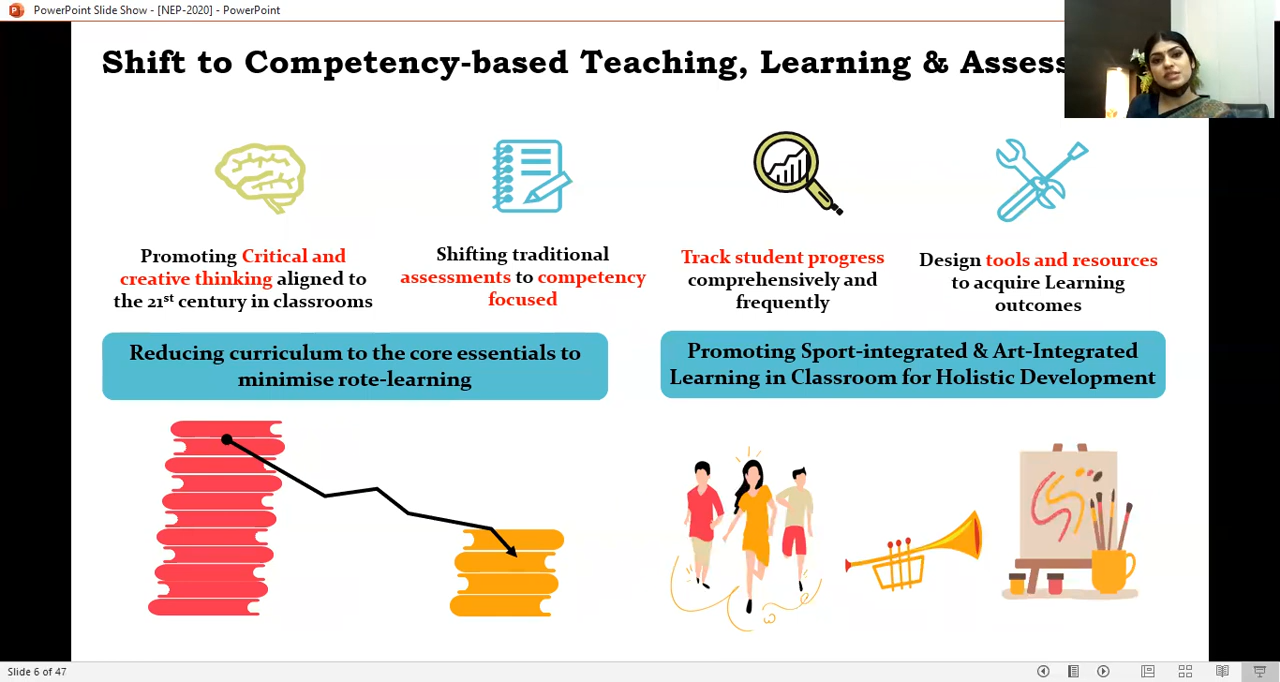 PowerPoint Slide Show - [NEP-2020] - PowerPoint
Shift to Competency-based Teaching, Learning & Assess
Promoting Critical and
creative thinking aligned to
the 21st century in classrooms
Shifting traditional
assessments to competency
focused
Track student progress
comprehensively and
frequently
Design tools and resources
to acquire Learning
outcomes
Reducing curriculum to the core essentials to
minimise rote-learning
Promoting Sport-integrated & Art-Integrated
Learning in Classroom for Holistic Development
Slide 6 of 47